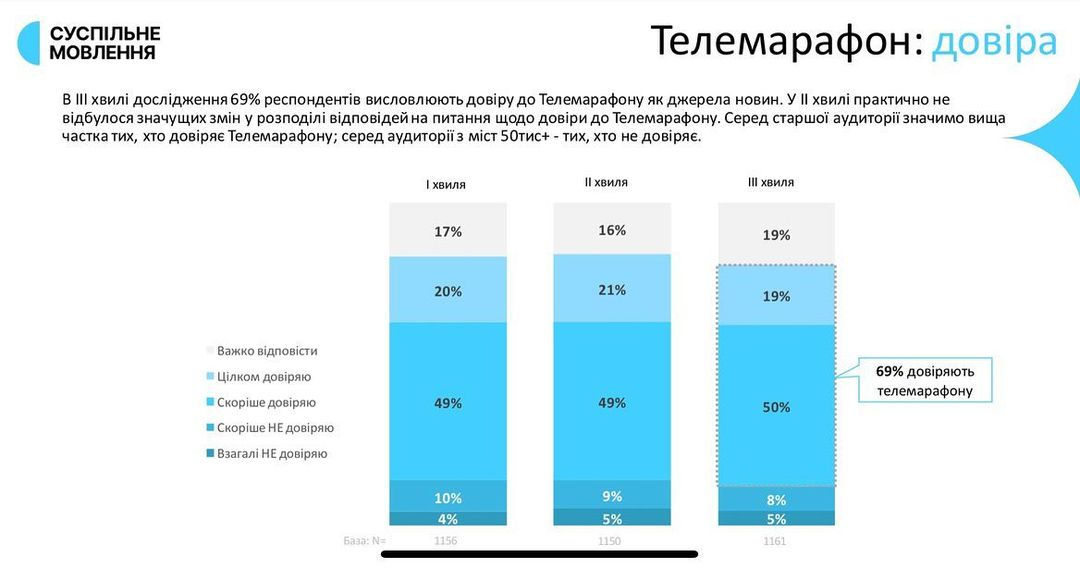 СУСПІЛЬНЕ
МОВЛЕННЯ
Телемарафон: довіра
В ІІІ хвилі дослідження 69% респондентів висловлюють довіру до Телемарафону як джерела новин. У ІІ хвилі практично не
відбулося значущих змін у розподілі відповідей на питання щодо довіри до Телемарафону. Серед старшої аудиторії значимо вища
частка тих, хто довіряє Телемарафону; серед аудиторії з міст 50тис+ - тих, хто не довіряє.
І хвиля
ІІ хвиля
ІІІ хвиля
17%
16%
19%
20%
21%
19%
49%
49%
50%
10%
9%
8%
4%
5%
5%
Важко відповісти
Цілком довіряю
Скоріше довіряю
Скоріше НЕ довіряю
Взагалі НЕ довіряю
69% довіряють
телемарафону
База: N=
1156
1150
1161